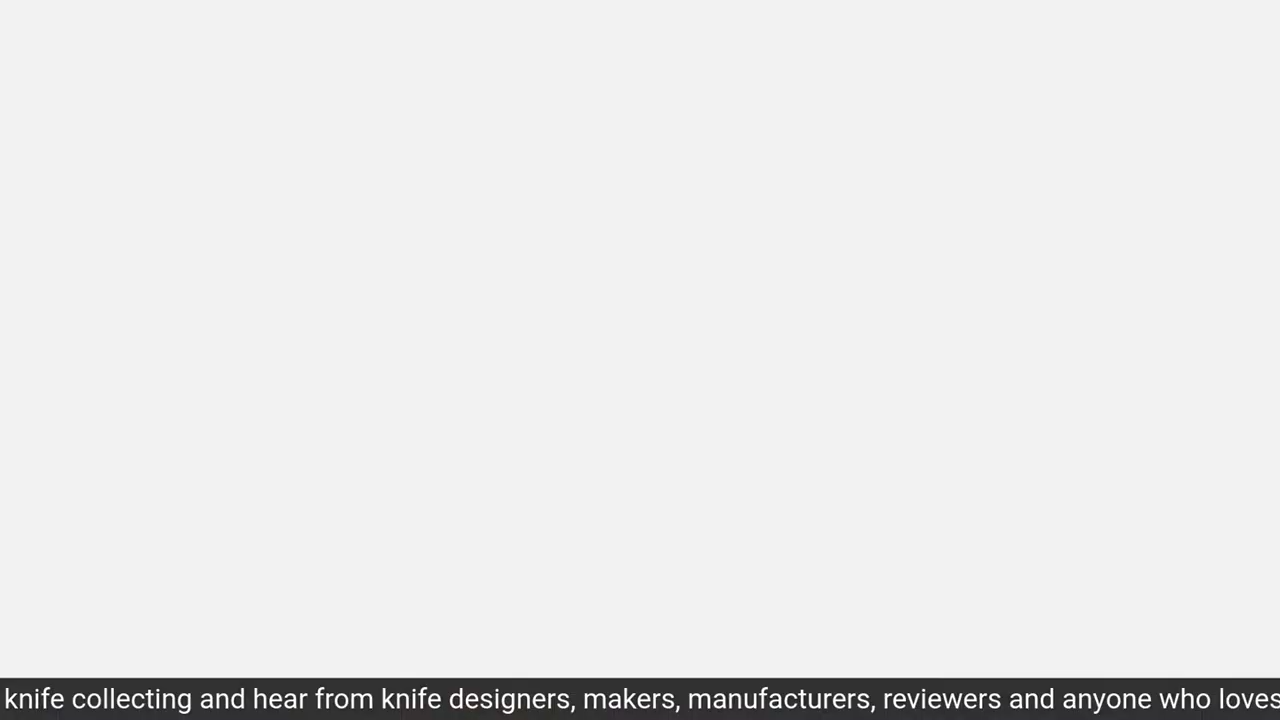 knife collecting and hear from knife designers, makers, manufacturers, reviewers and anyone who loves